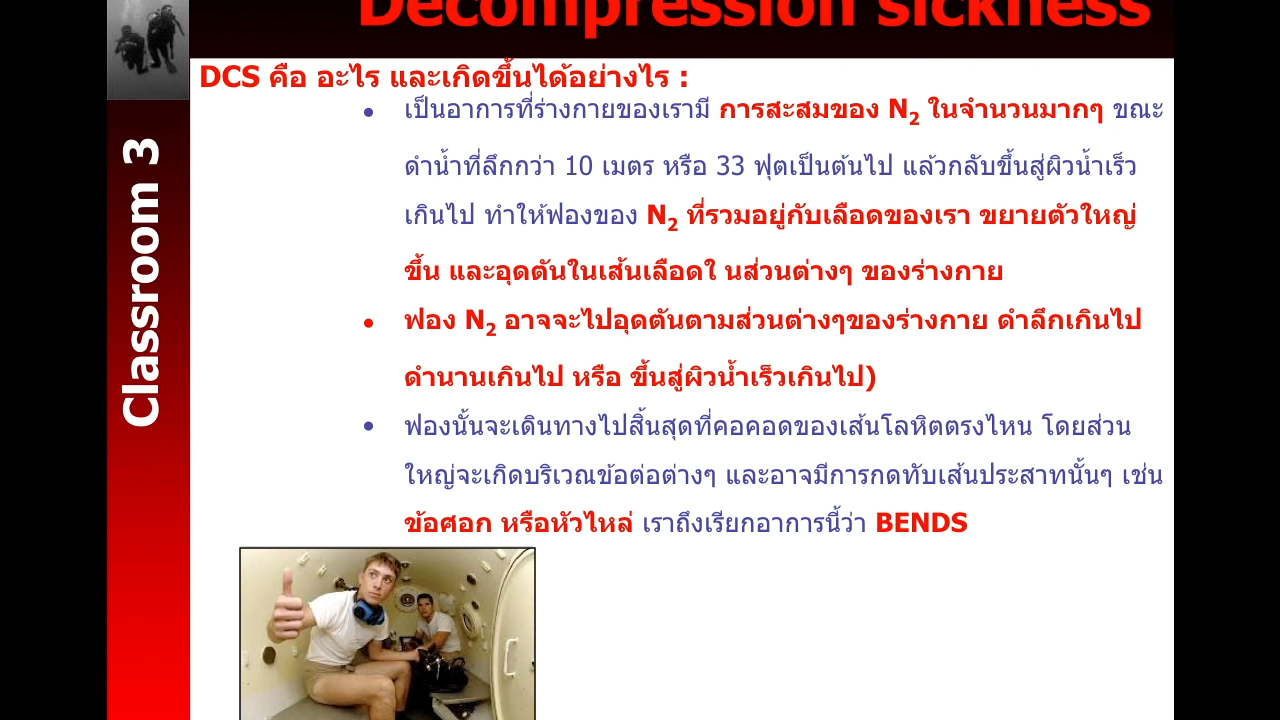 Decompression sickness
Classroom 3
DCS คือ อะไร และเกิดขึ้นได้อย่างไร :
• เป็นอาการที่ร่างกายของเรามี การสะสมของ N₂ ในจำนวนมากๆ ขณะ
ดำน้ำที่ลึกกว่า 10 เมตร หรือ 33 ฟุตเป็นต้นไป แล้วกลับขึ้นสู่ผิวน้ำเร็ว
เกินไป ทำให้ฟองของ N₂ ที่รวมอยู่กับเลือดของเรา ขยายตัวใหญ่
ขึ้น และอุดตันในเส้นเลือดใ นส่วนต่างๆ ของร่างกาย
• ฟอง N₂ อาจจะไปอุดตันตามส่วนต่างๆของร่างกาย ดำลึกเกินไป
ดำนานเกินไป หรือ ขึ้นสู่ผิวน้ำเร็วเกินไป)
• ฟองนั้นจะเดินทางไปสิ้นสุดที่คอคอดของเส้นโลหิตตรงไหน โดยส่วน
ใหญ่จะเกิดบริเวณข้อต่อต่างๆ และอาจมีการกดทับเส้นประสาทนั้นๆ เช่น
ข้อศอก หรือหัวไหล่ เราถึงเรียกอาการนี้ว่า BENDS